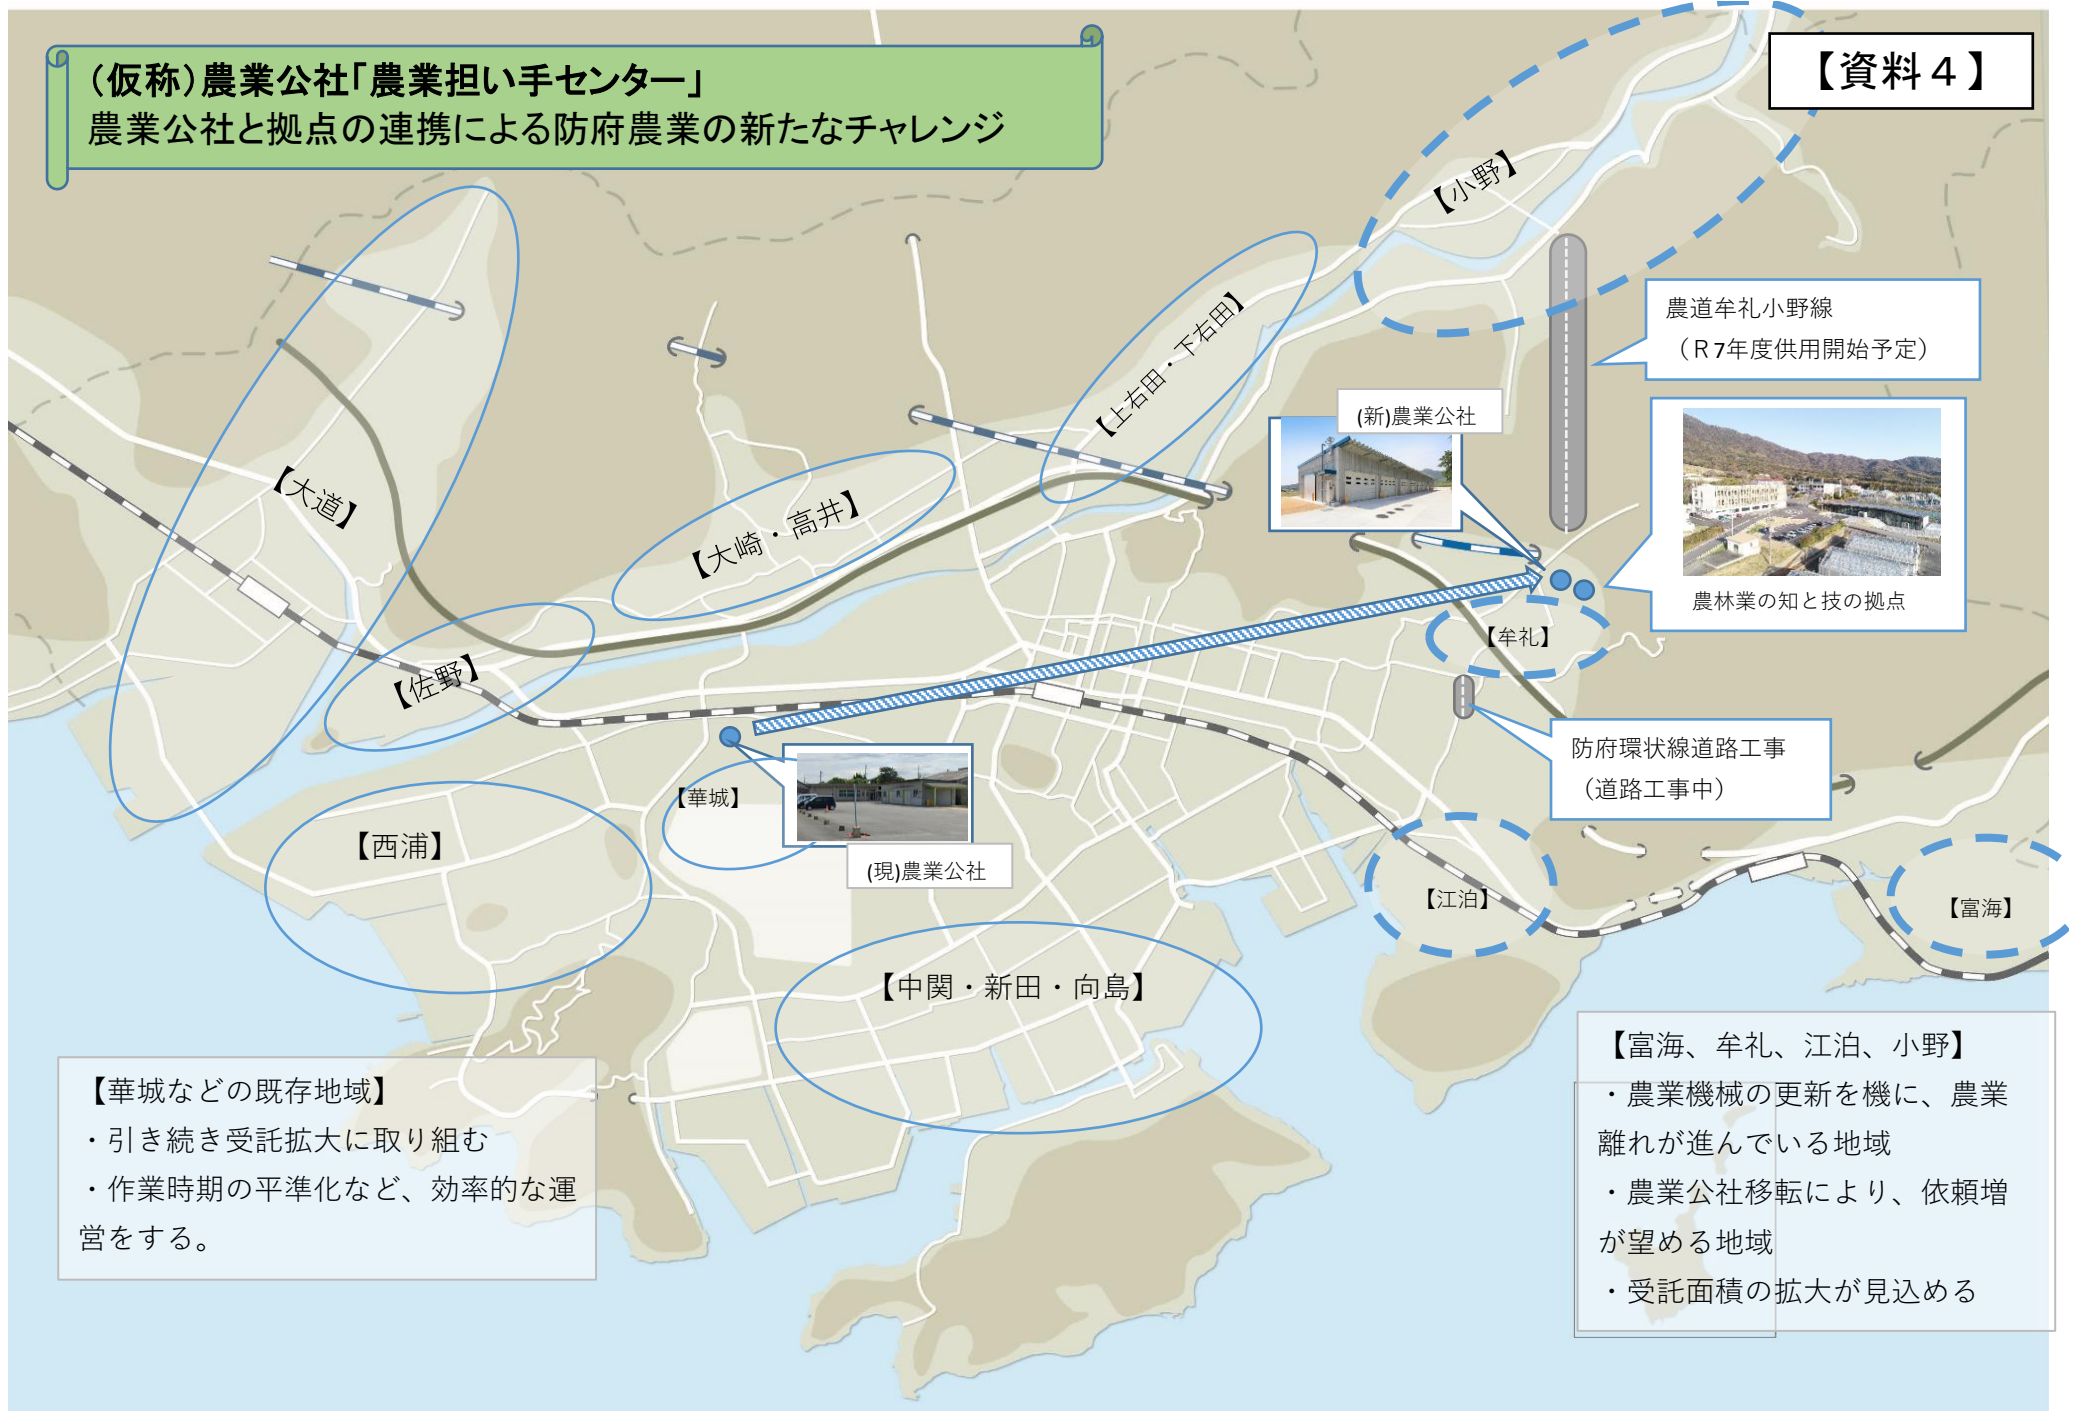 (仮称)農業公社「農業担い手センター」
農業公社と拠点の連携による防府農業の新たなチャレンジ
【資料４】
【小野】
農道牟礼小野線
（Ｒ7年度供用開始予定）
【上右田・下右田】
(新)農業公社
【大道】
【大崎・高井】
農林業の知と技の拠点
【牟礼】
【佐野】
防府環状線道路工事
（道路工事中）
【華城】
【西浦】
(現)農業公社
【江泊】
【富海】
【中関・新田・向島】
【華城などの既存地域】
・引き続き受託拡大に取り組む
・作業時期の平準化など、効率的な運
営をする。
【富海、牟礼、江泊、小野】
・農業機械の更新を機に、農業
離れが進んでいる地域
・農業公社移転により、依頼増
が望める地域
・受託面積の拡大が見込める